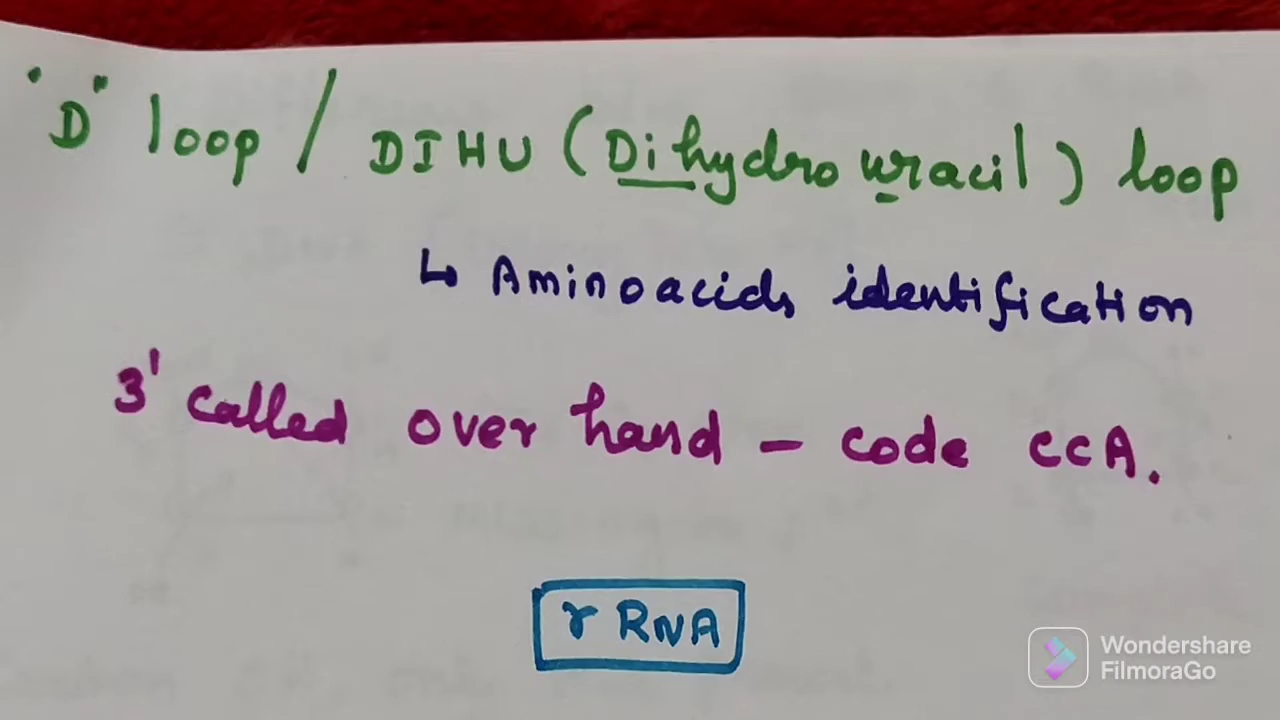 "D" loop / DIHU (Dihydrouracil) loop
↳ Aminoacids identification
3' called over hand - code CCA.
r RNA
Wondershare
FilmoraGo